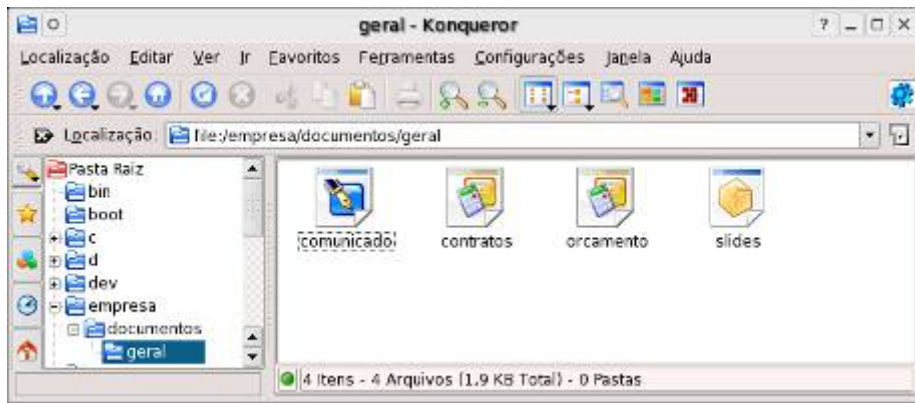 geral - Konqueror
Localização Editar Ver Ir Favoritos Ferramentas Configurações Janela Ajuda
Localização: file:/empresa/documentos/geral
Pasta Raiz
bin
boot
c
d
dev
empresa
documentos
geral
comunicado contratos orcamento slides
4 Itens - 4 Arquivos (1.9 KB Total) - 0 Pastas